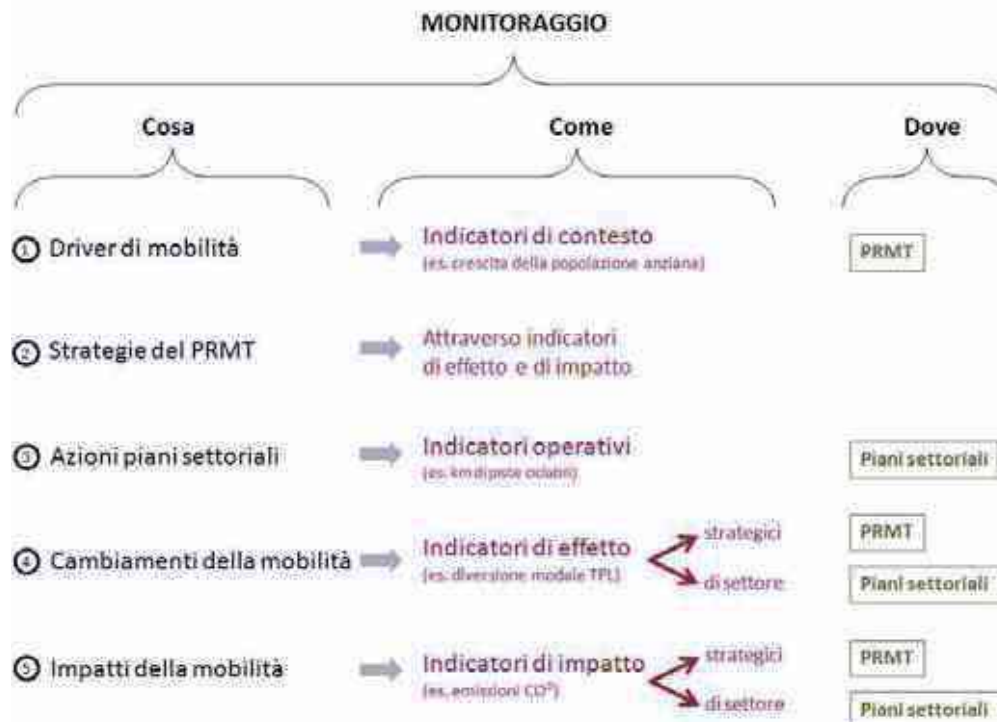 MONITORAGGIO
Cosa
Come
Dove
1 Driver di mobilità
Indicatori di contesto
(es. crescita della popolazione anziana)
PRMT
2 Strategie del PRMT
Attraverso indicatori
di effetto e di impatto
3 Azioni piani settoriali
Indicatori operativi
(es. km di piste ciclabili)
Piani settoriali
4 Cambiamenti della mobilità
Indicatori di effetto
(es. diversione modale TPL)
strategici
di settore
PRMT
Piani settoriali
5 Impatti della mobilità
Indicatori di impatto
(es. emissioni CO²)
strategici
di settore
PRMT
Piani settoriali